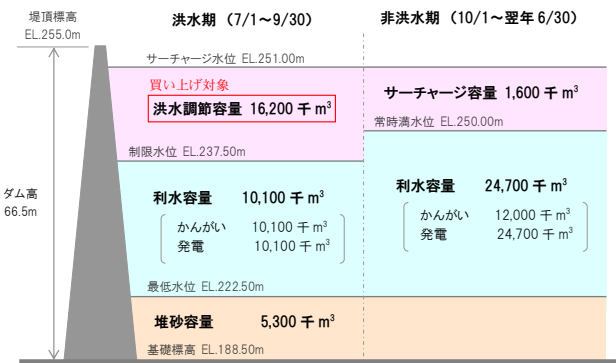 堤頂標高
EL.255.0m
洪水期（7/1～9/30）
非洪水期（10/1～翌年 6/30）
サーチャージ水位 EL.251.00m
買い上げ対象
洪水調節容量 16,200 千 m³
サーチャージ容量 1,600 千 m³
常時満水位 EL.250.00m
制限水位 EL.237.50m
ダム高
66.5m
利水容量 10,100 千 m³
かんがい 10,100 千 m³
発電 10,100 千 m³
利水容量 24,700 千 m³
かんがい 12,000 千 m³
発電 24,700 千 m³
最低水位 EL.222.50m
堆砂容量 5,300 千 m³
基礎標高 EL.188.50m